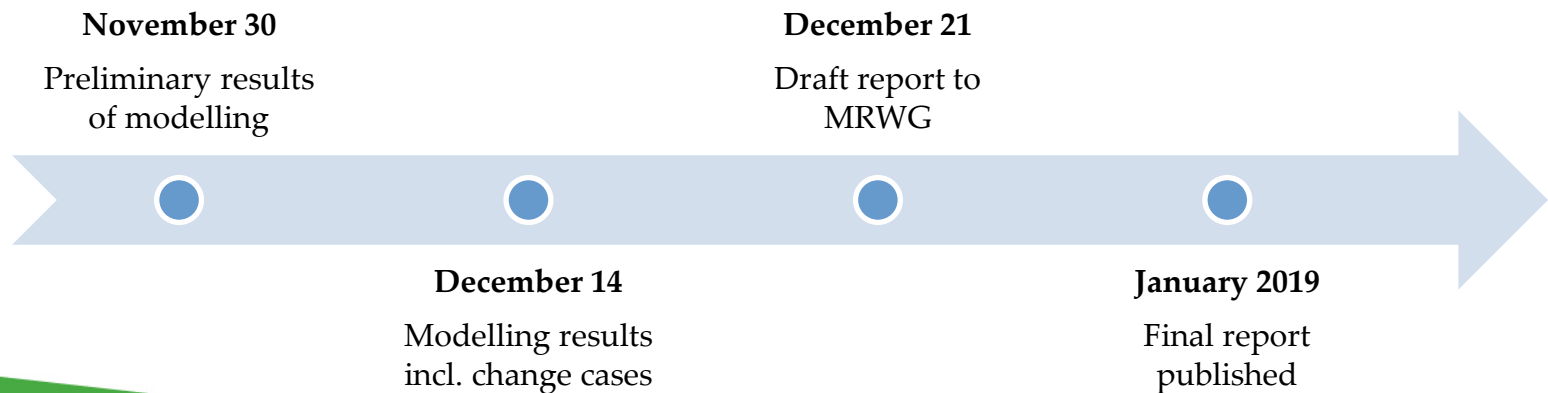 November 30
Preliminary results
of modelling
December 14
Modelling results
incl. change cases
December 21
Draft report to
MRWG
January 2019
Final report
published